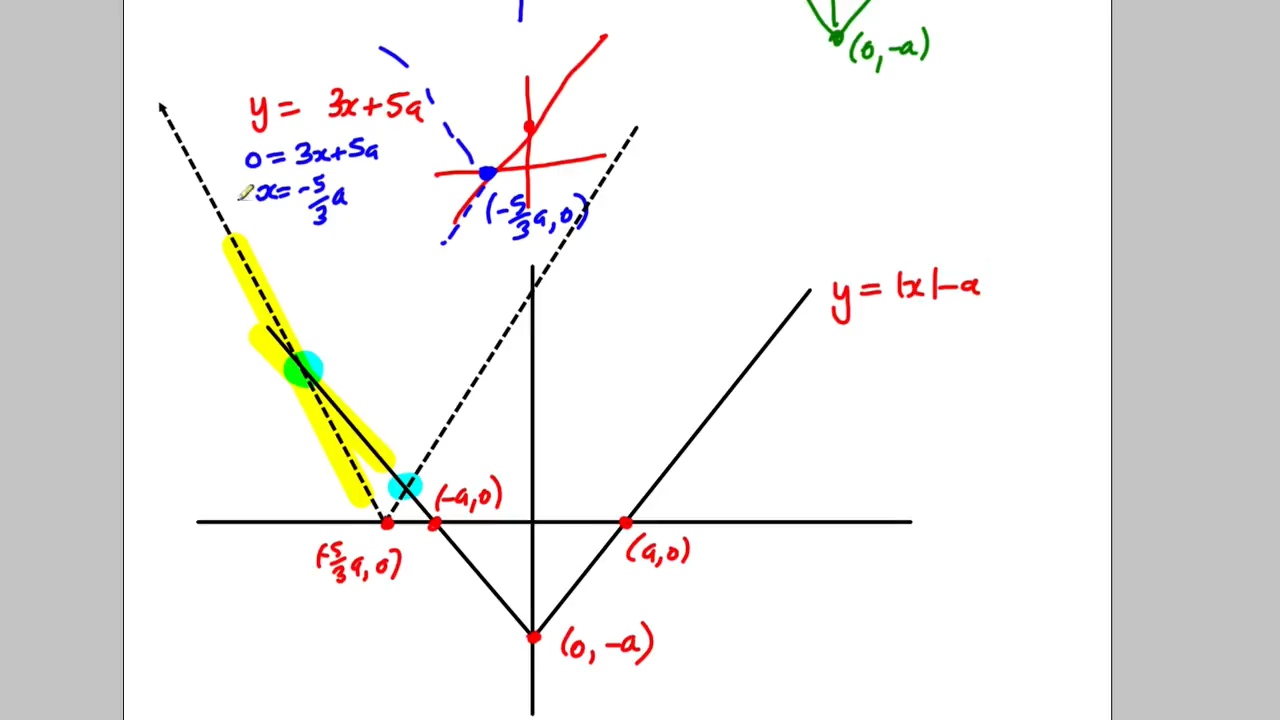 (0, -a)
y = 3x+5a
0 = 3x+5a
x = -5/3 a
(-5/3 a, 0)
y = |x|-a
(-a,0)
(-5/3 a, 0)
(a,0)
(0, -a)